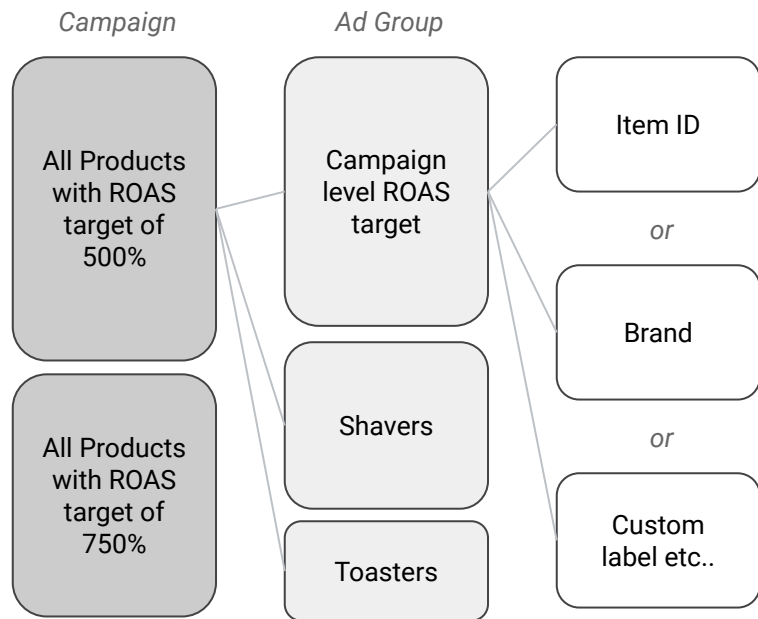 Campaign
Ad Group
All Products
with ROAS
target of
500%
Campaign
level ROAS
target
Item ID
or
Brand
or
Custom
label etc..
Shavers
Toasters
All Products
with ROAS
target of
750%